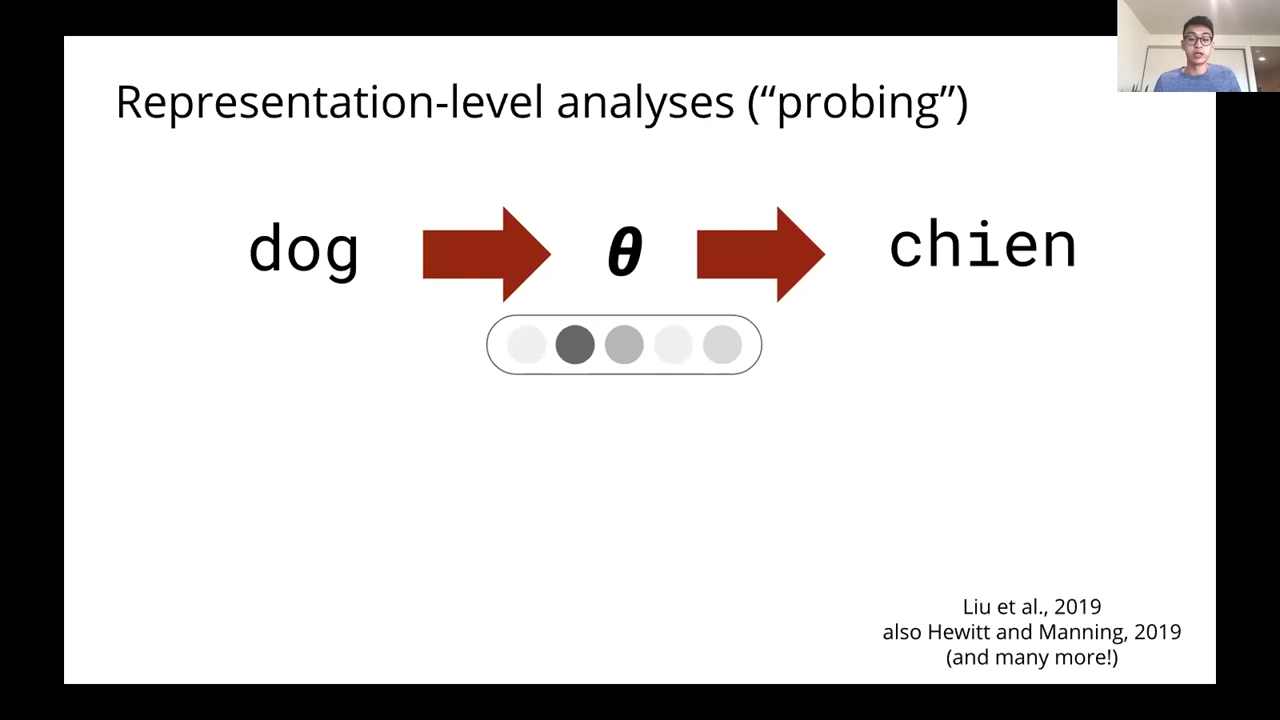 Representation-level analyses (“probing”)
dog θ chien
Liu et al., 2019
also Hewitt and Manning, 2019
(and many more!)